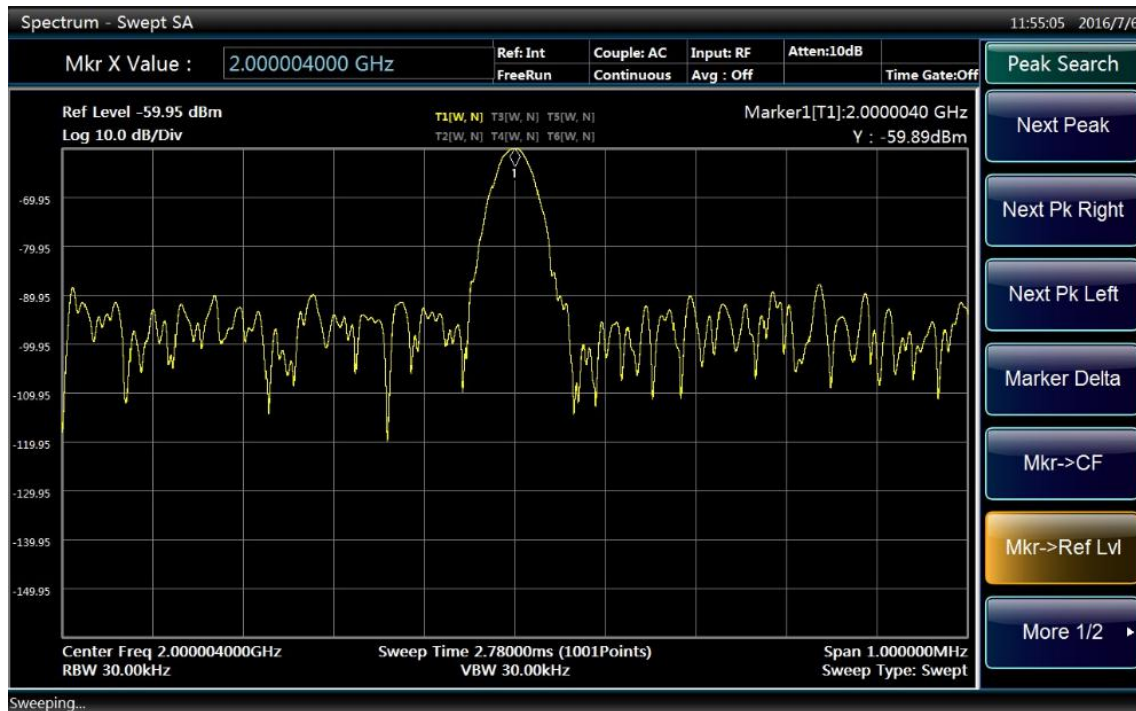 Spectrum - Swept SA
11:55:05 2016/7/6
Mkr X Value : 2.000004000 GHz
Ref: Int Couple: AC Input: RF Atten:10dB
FreeRun Continuous Avg : Off Time Gate:Off
Peak Search
Ref Level -59.95 dBm
Log 10.0 dB/Div
T1[W, N] T3[W, N] T5[W, N]
T2[W, N] T4[W, N] T6[W, N]
Marker1[T1]:2.0000040 GHz
Y : -59.89dBm
1
-69.95
-79.95
-89.95
-99.95
-109.95
-119.95
-129.95
-139.95
-149.95
Center Freq 2.000004000GHz Sweep Time 2.78000ms (1001Points) Span 1.000000MHz
RBW 30.00kHz VBW 30.00kHz Sweep Type: Swept
Next Peak
Next Pk Right
Next Pk Left
Marker Delta
Mkr->CF
Mkr->Ref Lvl
More 1/2
Sweeping...